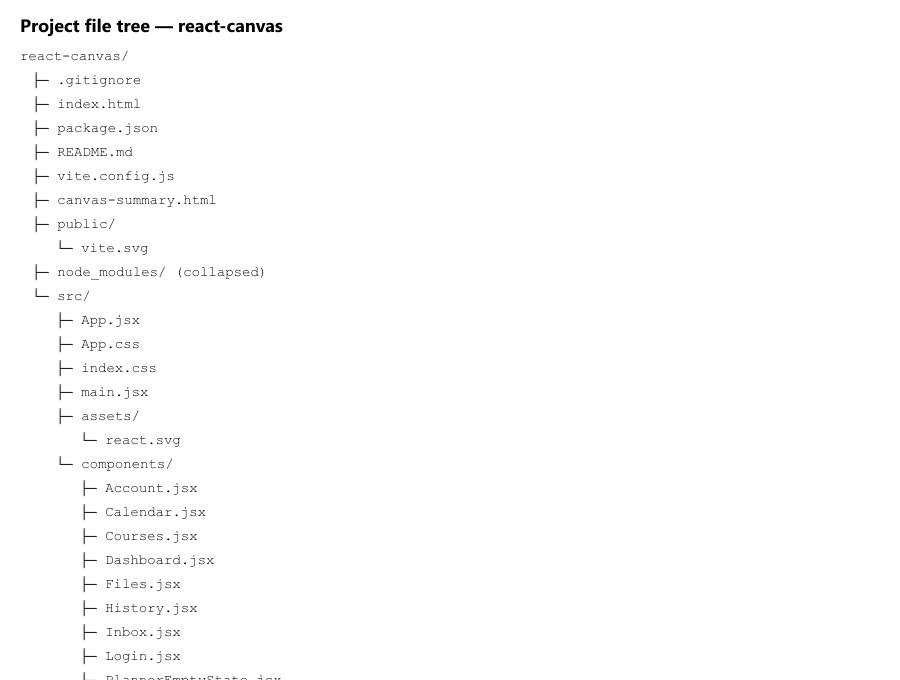 Project file tree — react-canvas
react-canvas/
├─ .gitignore
├─ index.html
├─ package.json
├─ README.md
├─ vite.config.js
├─ canvas-summary.html
├─ public/
└─ vite.svg
├─ node_modules/ (collapsed)
└─ src/
├─ App.jsx
├─ App.css
├─ index.css
├─ main.jsx
├─ assets/
└─ react.svg
└─ components/
├─ Account.jsx
├─ Calendar.jsx
├─ Courses.jsx
├─ Dashboard.jsx
├─ Files.jsx
├─ History.jsx
├─ Inbox.jsx
├─ Login.jsx
├─ PlannerEmptyState.jsx